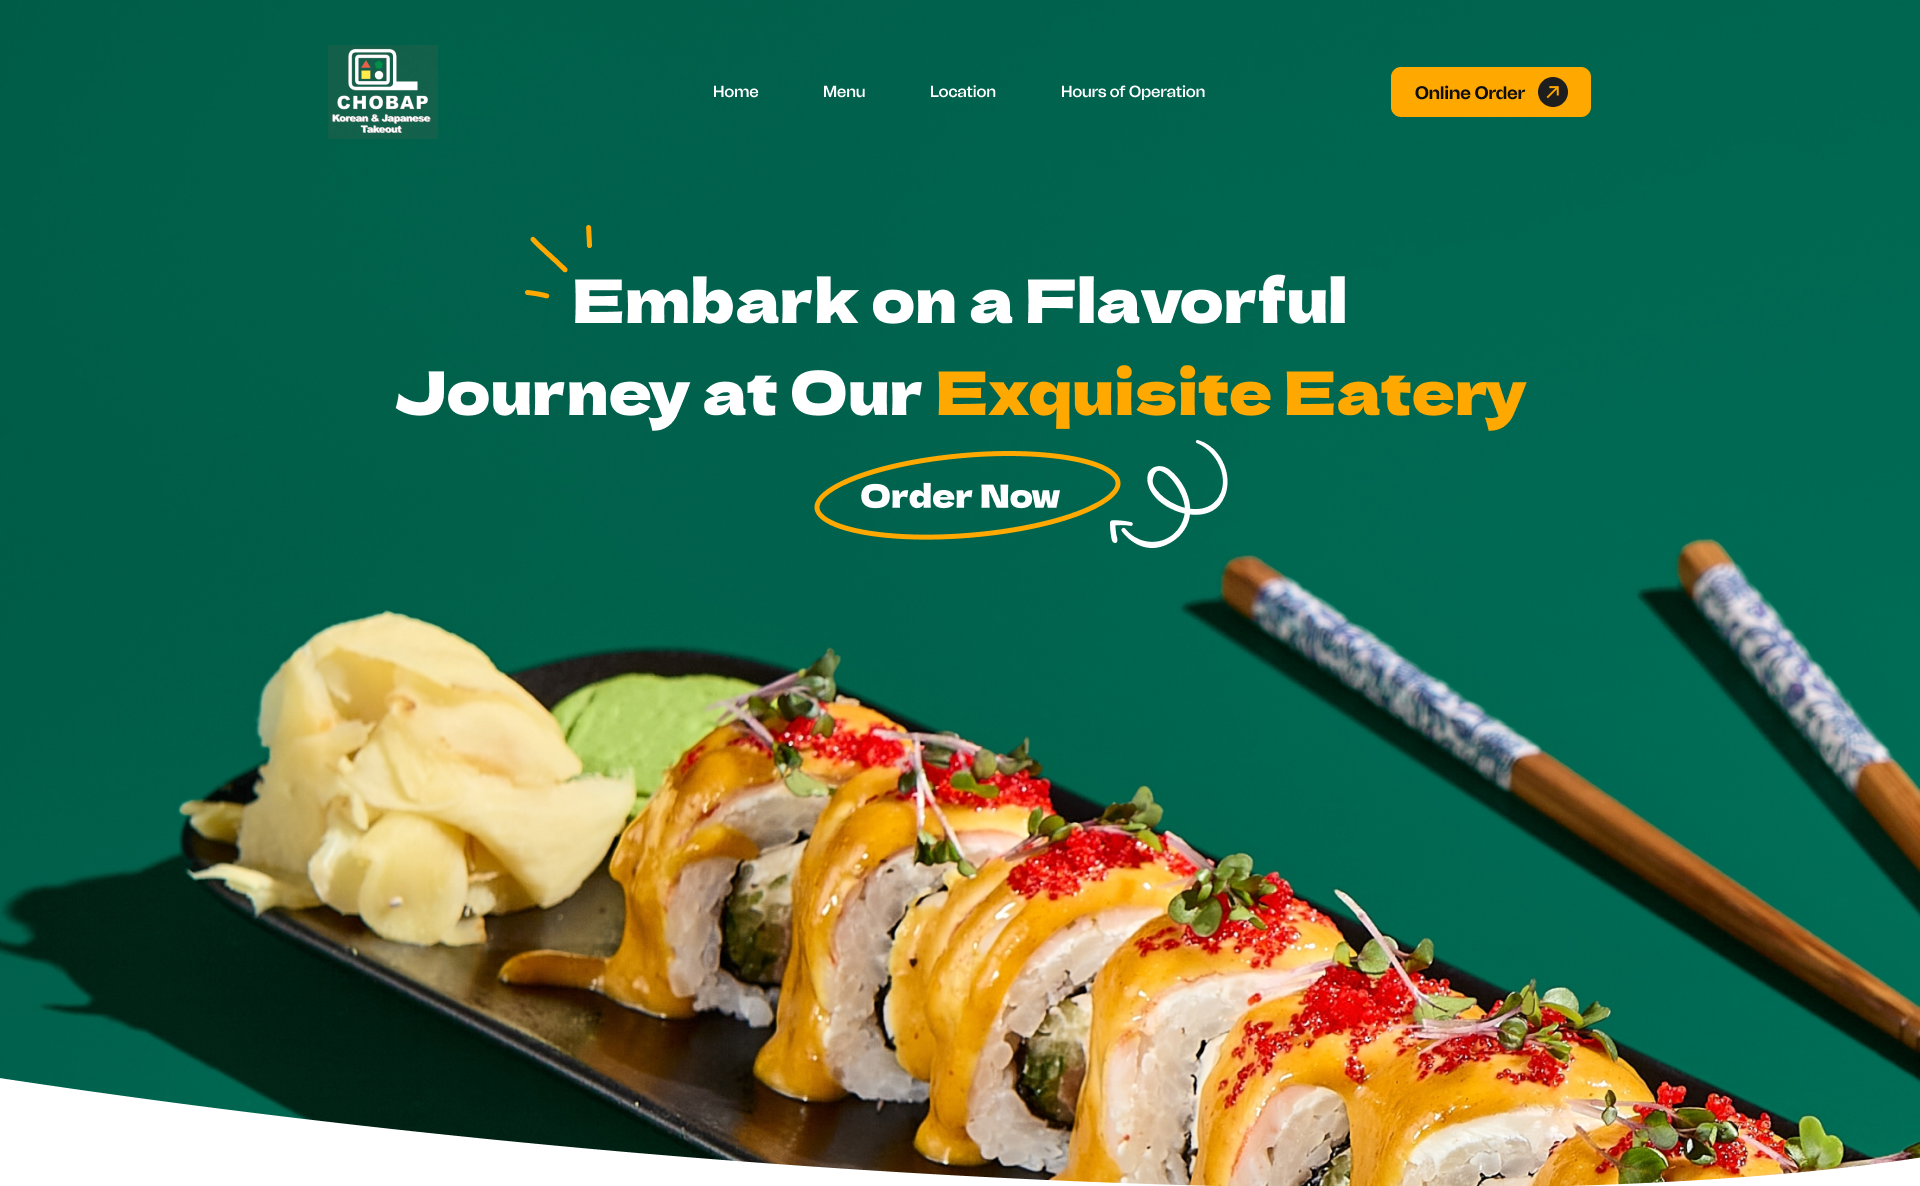 CHOBAP
Korean & Japanese
Takeout
Home
Menu
Location
Hours of Operation
Online Order
Embark on a Flavorful
Journey at Our Exquisite Eatery
Order Now